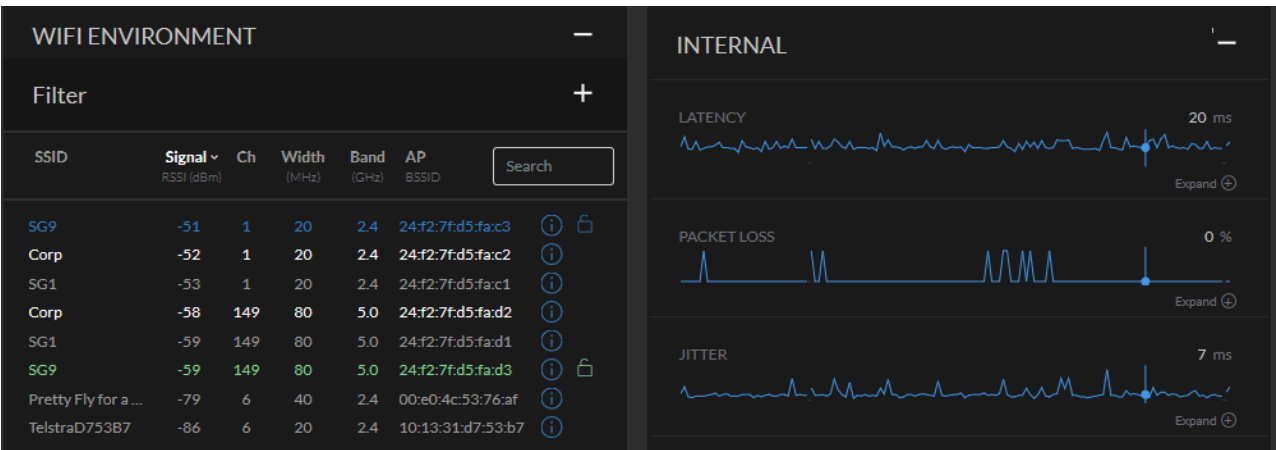 WIFI ENVIRONMENT
Filter
SSID Signal Ch Width Band AP Search
RSSI (dBm) (MHz) (GHz) BSSID
SG9 -51 1 20 2.4 24:f2:7f:d5:fa:c3
Corp -52 1 20 2.4 24:f2:7f:d5:fa:c2
SG1 -53 1 20 2.4 24:f2:7f:d5:fa:c1
Corp -58 149 80 5.0 24:f2:7f:d5:fa:d2
SG1 -59 149 80 5.0 24:f2:7f:d5:fa:d1
SG9 -59 149 80 5.0 24:f2:7f:d5:fa:d3
Pretty Fly for a ... -79 6 40 2.4 00:e0:4c:53:76:af
TelstraD753B7 -86 6 20 2.4 10:13:31:d7:53:b7
INTERNAL
LATENCY 20 ms
Expand
PACKET LOSS 0 %
Expand
JITTER 7 ms
Expand